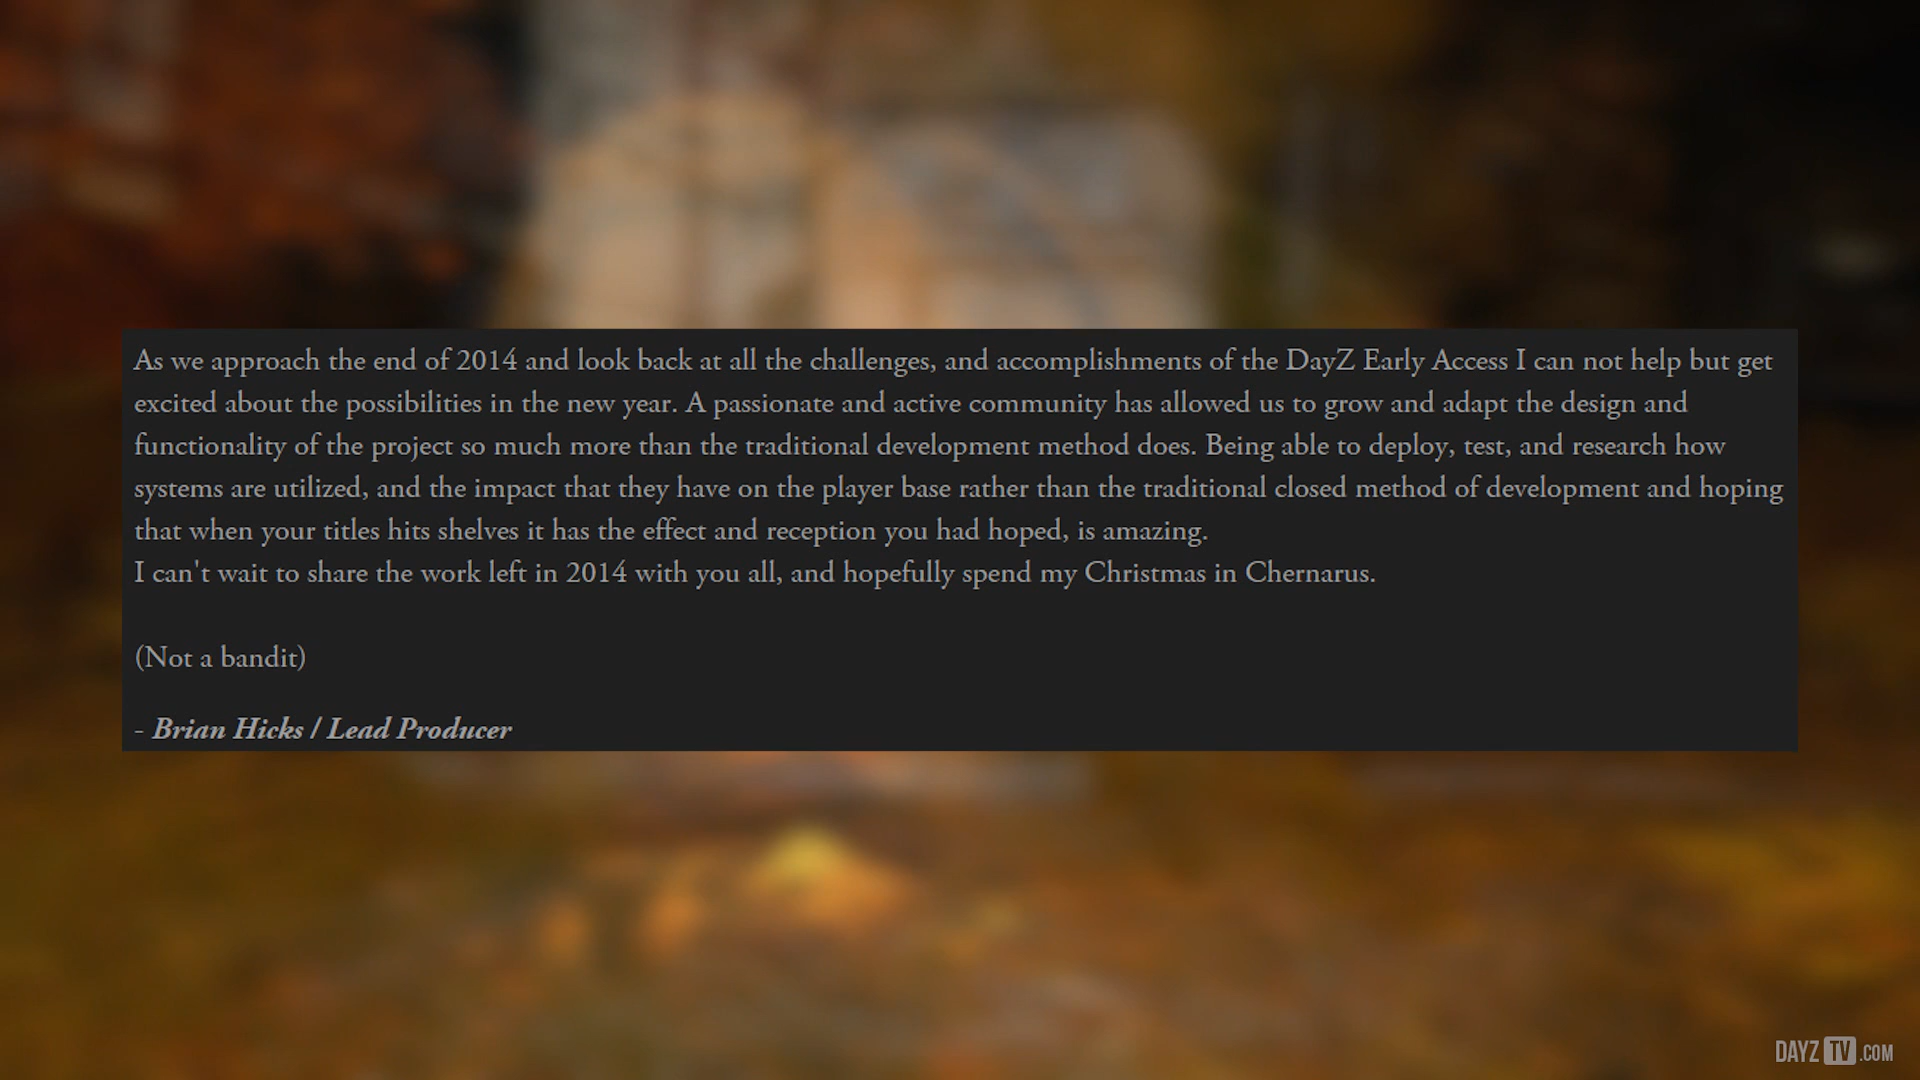 As we approach the end of 2014 and look back at all the challenges, and accomplishments of the DayZ Early Access I can not help but get
excited about the possibilities in the new year. A passionate and active community has allowed us to grow and adapt the design and
functionality of the project so much more than the traditional development method does. Being able to deploy, test, and research how
systems are utilized, and the impact that they have on the player base rather than the traditional closed method of development and hoping
that when your titles hits shelves it has the effect and reception you had hoped, is amazing.
I can't wait to share the work left in 2014 with you all, and hopefully spend my Christmas in Chernarus.
(Not a bandit)
- Brian Hicks / Lead Producer
DAYZ TV .COM